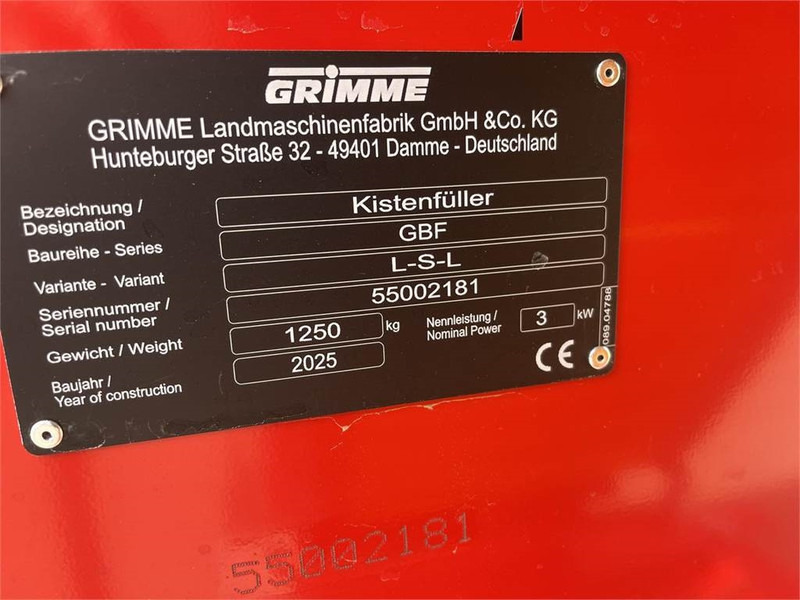 GRIMME
GRIMME Landmaschinenfabrik GmbH &Co. KG
Hunteburger Straße 32 - 49401 Damme - Deutschland
Bezeichnung /
Designation
Kistenfüller
Baureihe - Series
GBF
Variante - Variant
L-S-L
Seriennummer /
Serial number
55002181
Gewicht / Weight
1250 kg
Nennleistung /
Nominal Power
3 kW
Baujahr /
Year of construction
2025
CE
089.04788
55002181